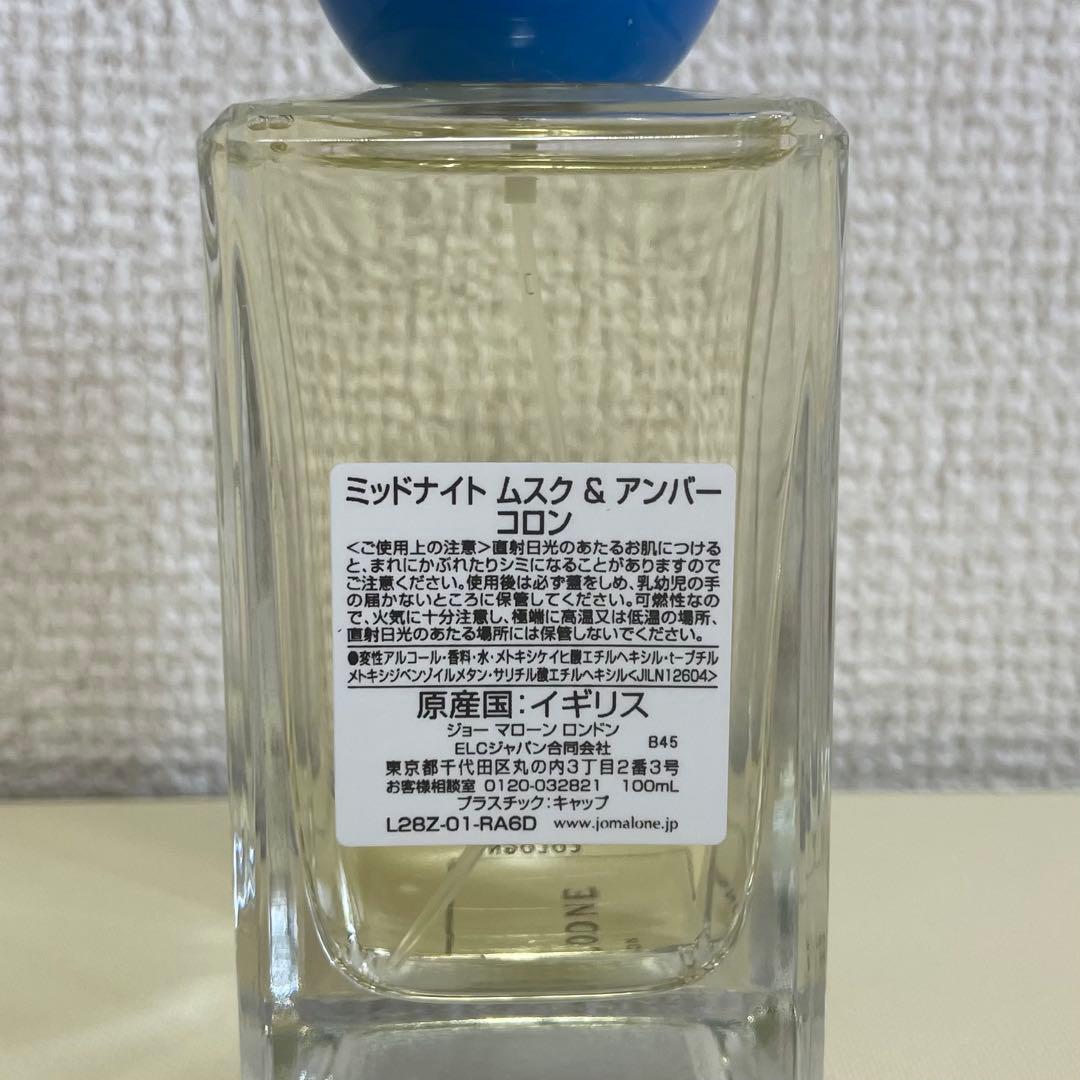 ミッドナイト ムスク & アンバー
コロン
<ご使用上の注意>直射日光のあたるお肌につける
と、まれにかぶれたりシミになることがありますので
ご注意ください。使用後は必ず蓋をしめ、乳幼児の手
の届かないところに保管してください。可燃性なの
で、火気に十分注意し、極端に高温又は低温の場所、
直射日光のあたる場所には保管しないでください。
●変性アルコール・香料・水・メトキシケイヒ酸エチルヘキシル・t-ブチル
メトキシジベンゾイルメタン・サリチル酸エチルヘキシル<JILN12604>
原産国:イギリス
ジョー マローン ロンドン
ELCジャパン合同会社 B45
東京都千代田区丸の内3丁目2番3号
お客様相談室 0120-032821 100mL
プラスチック:キャップ
L28Z-01-RA6D www.jomalone.jp
COLOGN